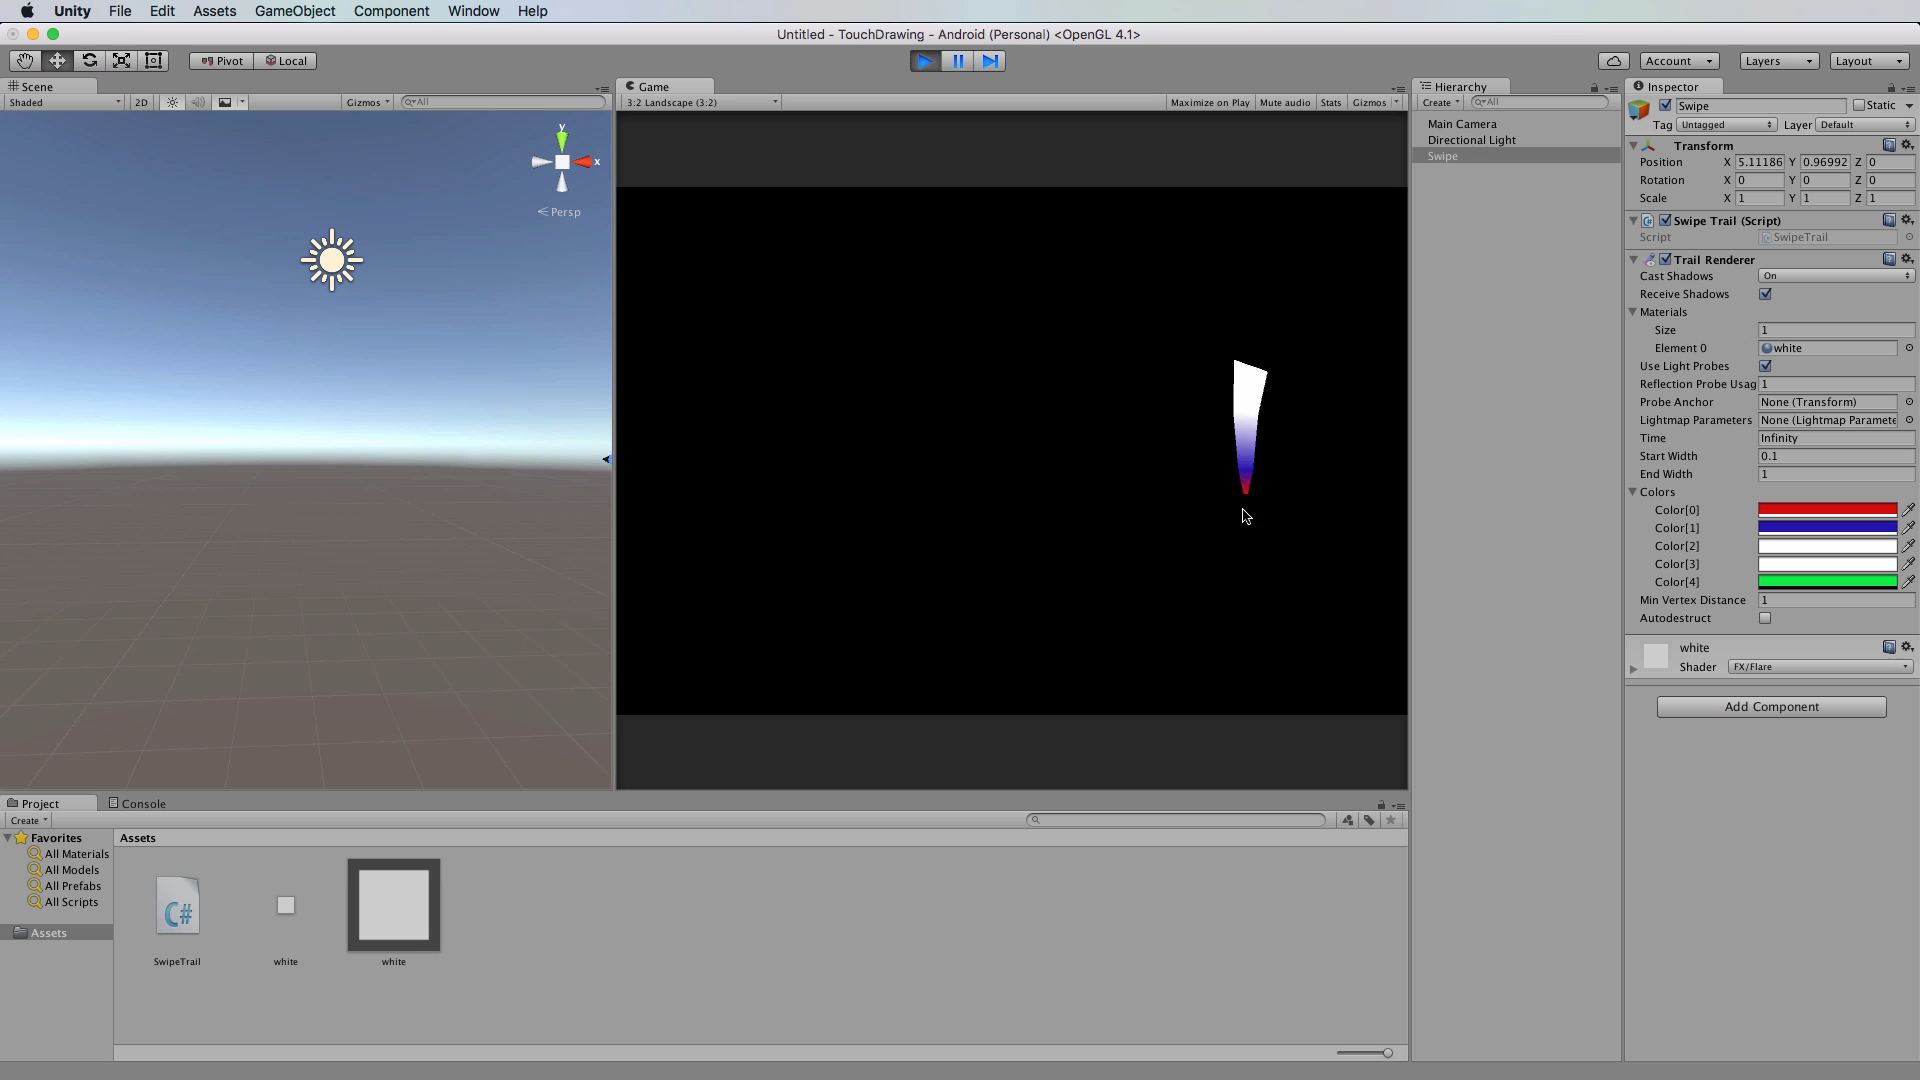 Unity File Edit Assets GameObject Component Window Help
Untitled - TouchDrawing - Android (Personal) <OpenGL 4.1>
Pivot Local Account Layers Layout
Scene
Shaded 2D Gizmos All
y
x
Persp
Game
3:2 Landscape (3:2) Maximize on Play Mute audio Stats Gizmos
Hierarchy
Create All
Main Camera
Directional Light
Swipe
Inspector
Swipe Static
Tag Untagged Layer Default
Transform
Position X 5.11186 Y 0.96992 Z 0
Rotation X 0 Y 0 Z 0
Scale X 1 Y 1 Z 1
Swipe Trail (Script)
Script SwipeTrail
Trail Renderer
Cast Shadows On
Receive Shadows
Materials
Size 1
Element 0 white
Use Light Probes
Reflection Probe Usag 1
Probe Anchor None (Transform)
Lightmap Parameters None (Lightmap Paramete
Time Infinity
Start Width 0.1
End Width 1
Colors
Color[0]
Color[1]
Color[2]
Color[3]
Color[4]
Min Vertex Distance 1
Autodestruct
white
Shader FX/Flare
Add Component
Project Console
Create
Favorites
All Materials
All Models
All Prefabs
All Scripts
Assets
Assets
C#
SwipeTrail white white